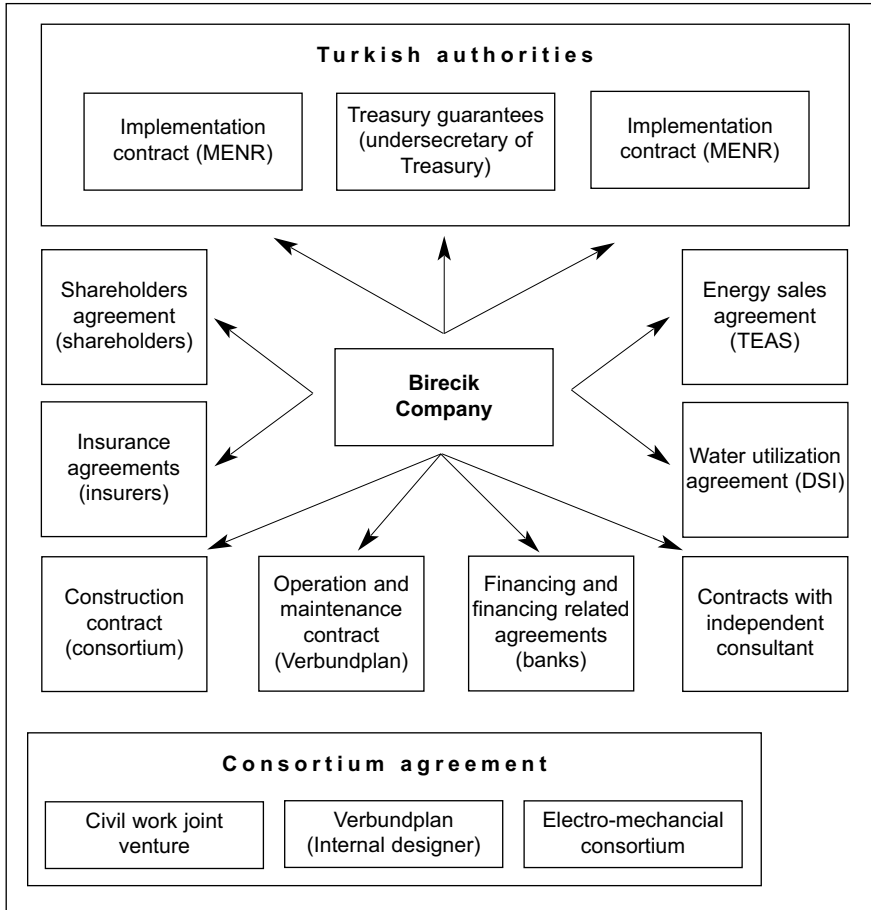 Turkish authorities
Implementation
contract (MENR)
Treasury guarantees
(undersecretary of
Treasury)
Implementation
contract (MENR)
Shareholders
agreement
(shareholders)
Energy sales
agreement
(TEAS)
Birecik
Company
Insurance
agreements
(insurers)
Water utilization
agreement (DSI)
Construction
contract
(consortium)
Operation and
maintenance
contract
(Verbundplan)
Financing and
financing related
agreements
(banks)
Contracts with
independent
consultant
Consortium agreement
Civil work joint
venture
Verbundplan
(Internal designer)
Electro-mechancial
consortium